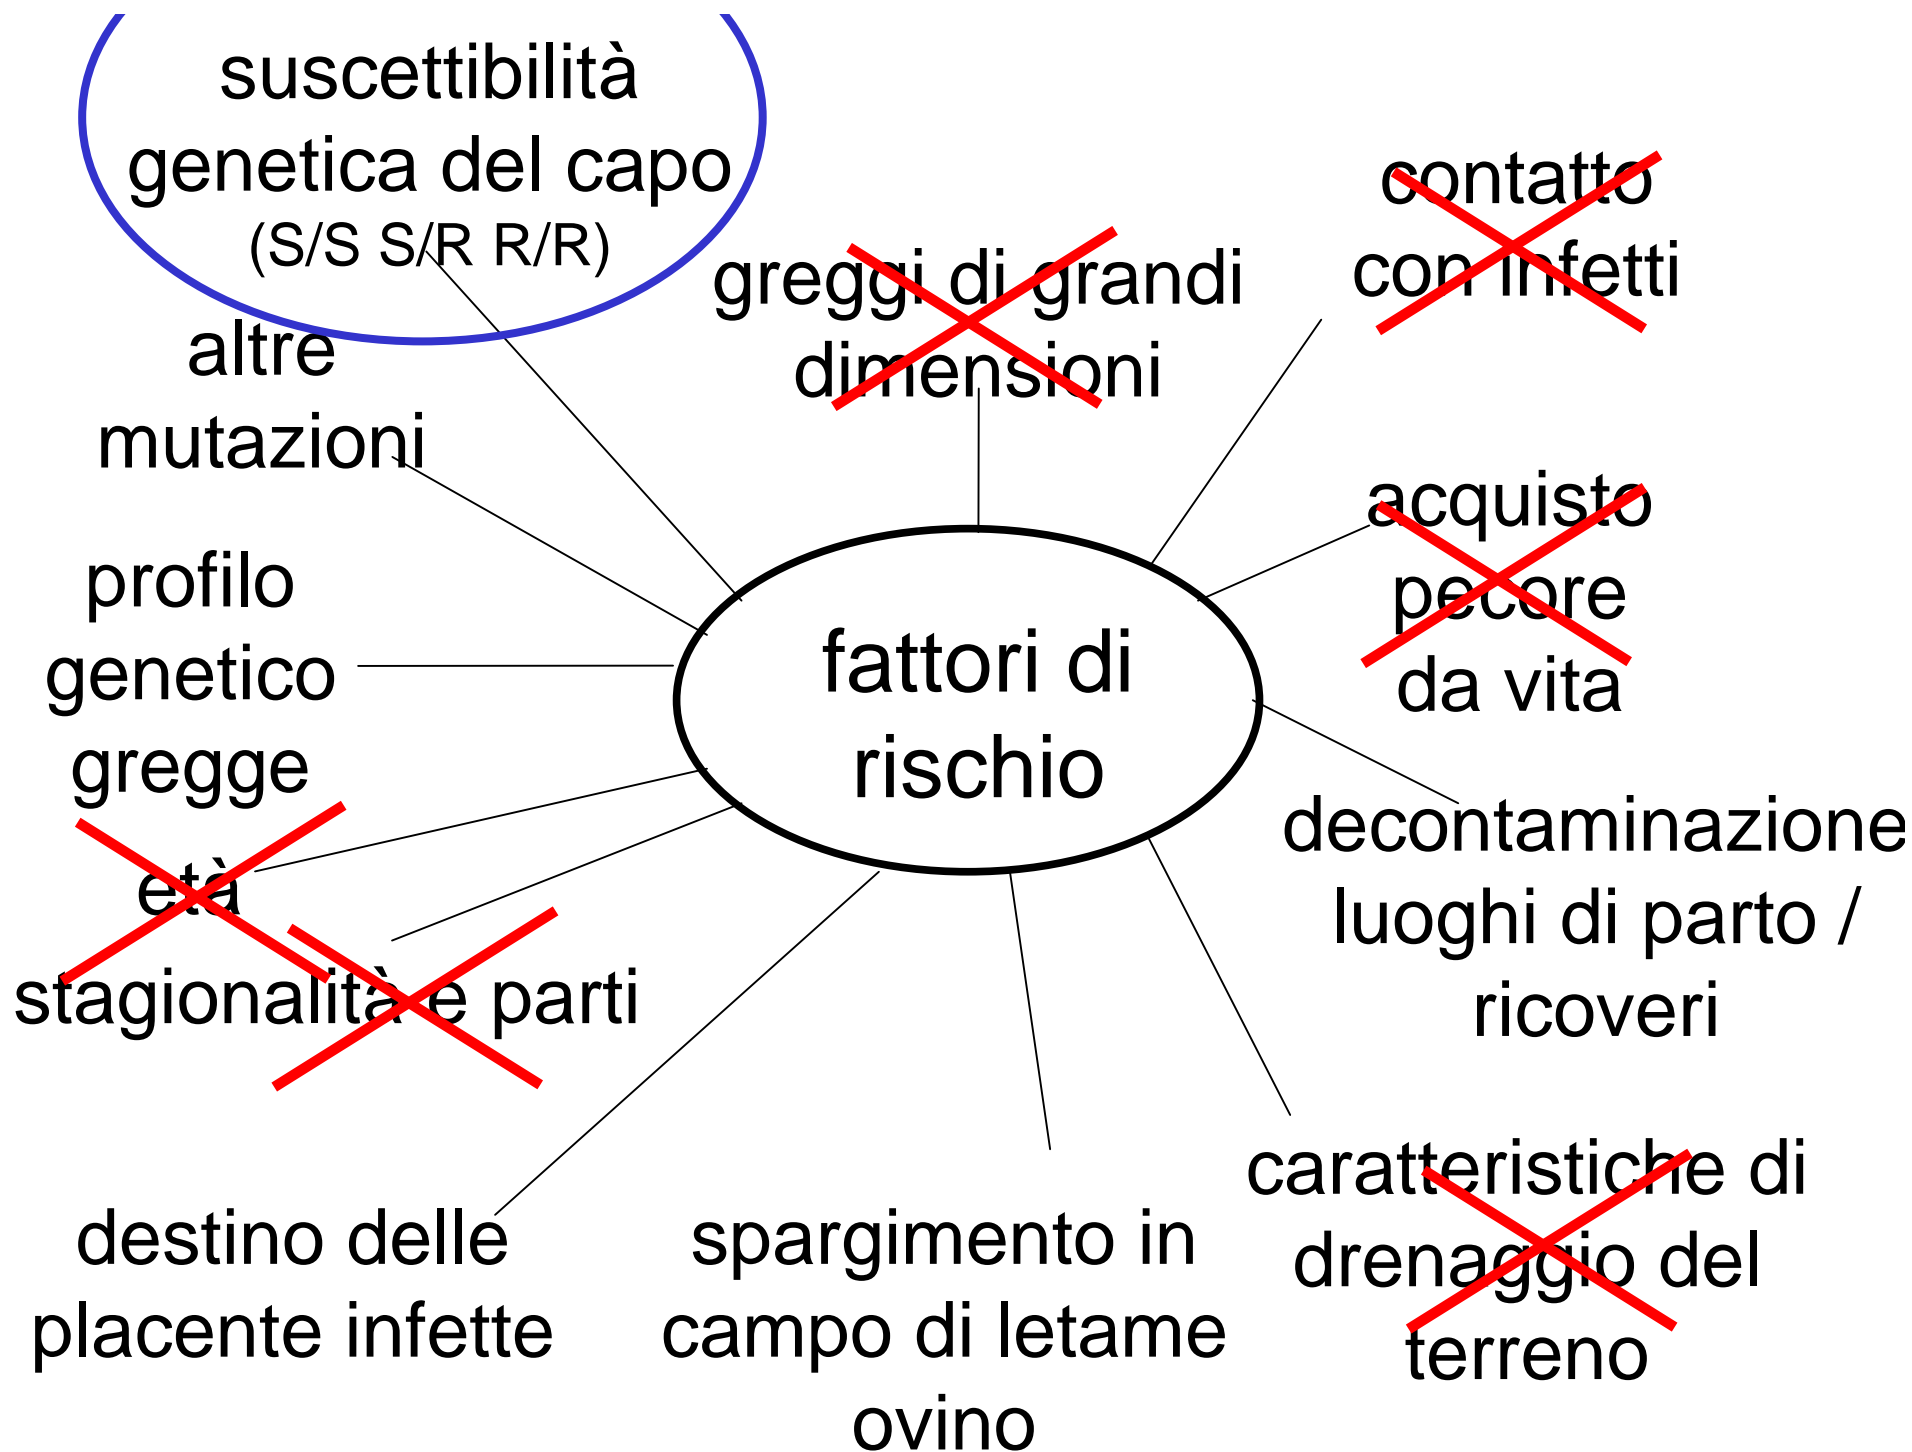 suscettibilità
genetica del capo
(S/S S/R R/R)
altre
mutazioni
profilo
genetico
gregge
età
stagionalità e parti
destino delle
placente infette
greggi di grandi
dimensioni
fattori di
rischio
spargimento in
campo di letame
ovino
contatto
con infetti
acquisto
pecore
da vita
decontaminazione
luoghi di parto /
ricoveri
caratteristiche di
drenaggio del
terreno